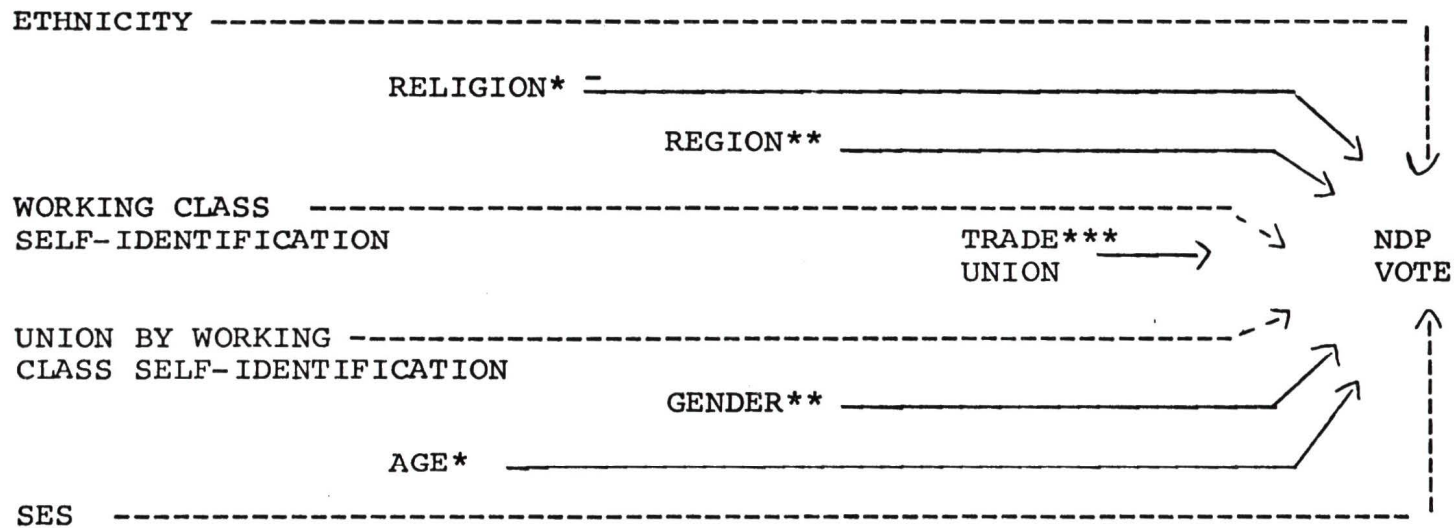 ETHNICITY
RELIGION* -
REGION**
WORKING CLASS
SELF-IDENTIFICATION
TRADE***
UNION
NDP
VOTE
UNION BY WORKING
CLASS SELF-IDENTIFICATION
GENDER**
AGE*
SES